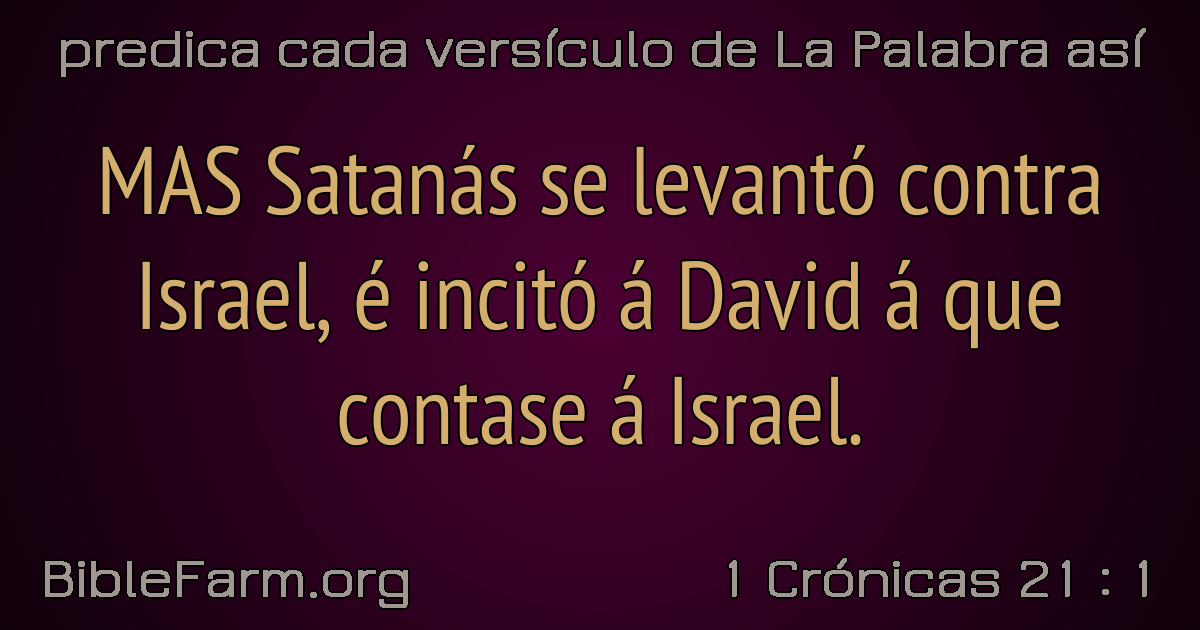 predica cada versículo de La Palabra así
MAS Satanás se levantó contra
Israel, é incitó á David á que
contase á Israel.
BibleFarm.org
1 Crónicas 21 : 1